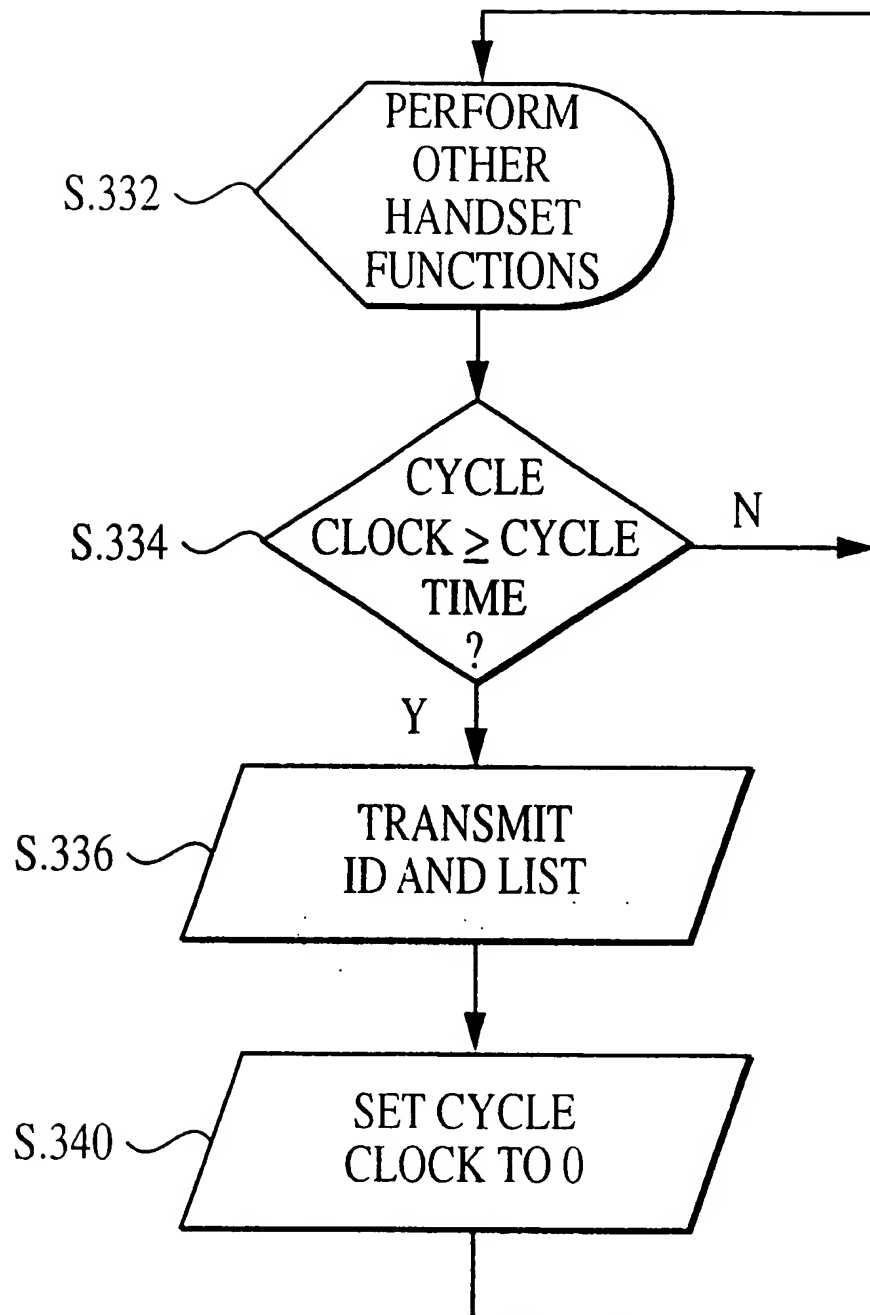 PERFORM
OTHER
HANDSET
FUNCTIONS
S.332
CYCLE
CLOCK ≥ CYCLE
TIME
?
S.334
N
Y
TRANSMIT
ID AND LIST
S.336
SET CYCLE
CLOCK TO 0
S.340